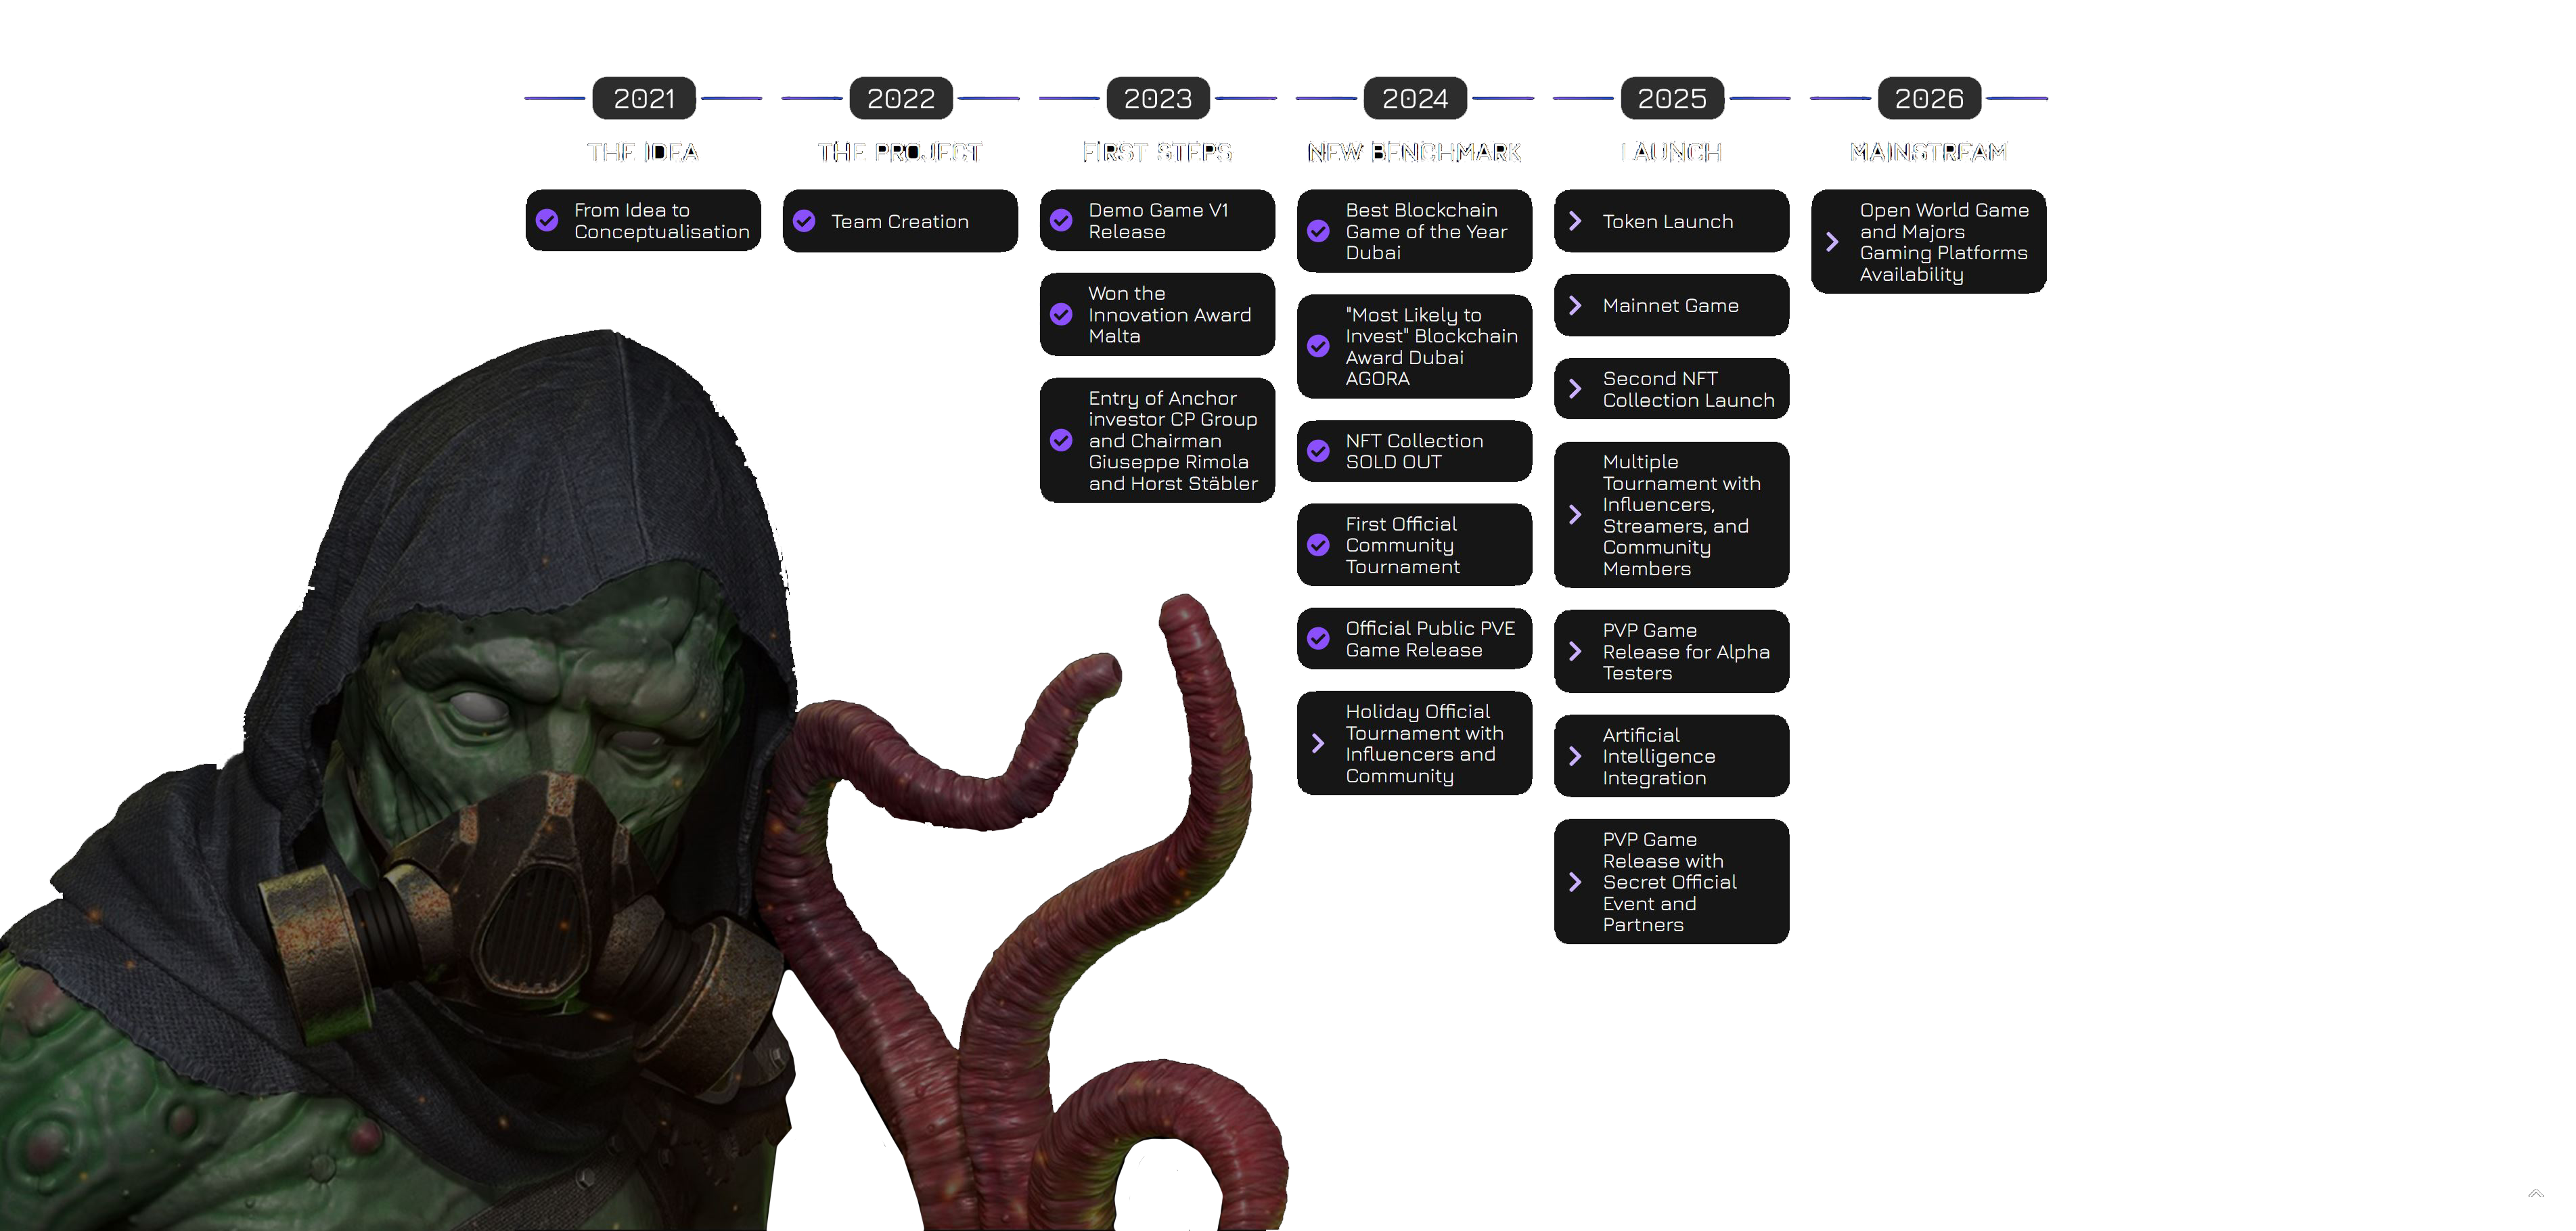 2021
THE IDEA
From Idea to
Conceptualisation
2022
THE PROJECT
Team Creation
2023
FIRST STEPS
Demo Game V1
Release
Won the
Innovation Award
Malta
Entry of Anchor
investor CP Group
and Chairman
Giuseppe Rimola
and Horst Stäbler
2024
NEW BENCHMARK
Best Blockchain
Game of the Year
Dubai
"Most Likely to
Invest" Blockchain
Award Dubai
AGORA
NFT Collection
SOLD OUT
First Official
Community
Tournament
Official Public PVE
Game Release
Holiday Official
Tournament with
Influencers and
Community
2025
LAUNCH
Token Launch
Mainnet Game
Second NFT
Collection Launch
Multiple
Tournament with
Influencers,
Streamers, and
Community
Members
PVP Game
Release for Alpha
Testers
Artificial
Intelligence
Integration
PVP Game
Release with
Secret Official
Event and
Partners
2026
MAINSTREAM
Open World Game
and Majors
Gaming Platforms
Availability